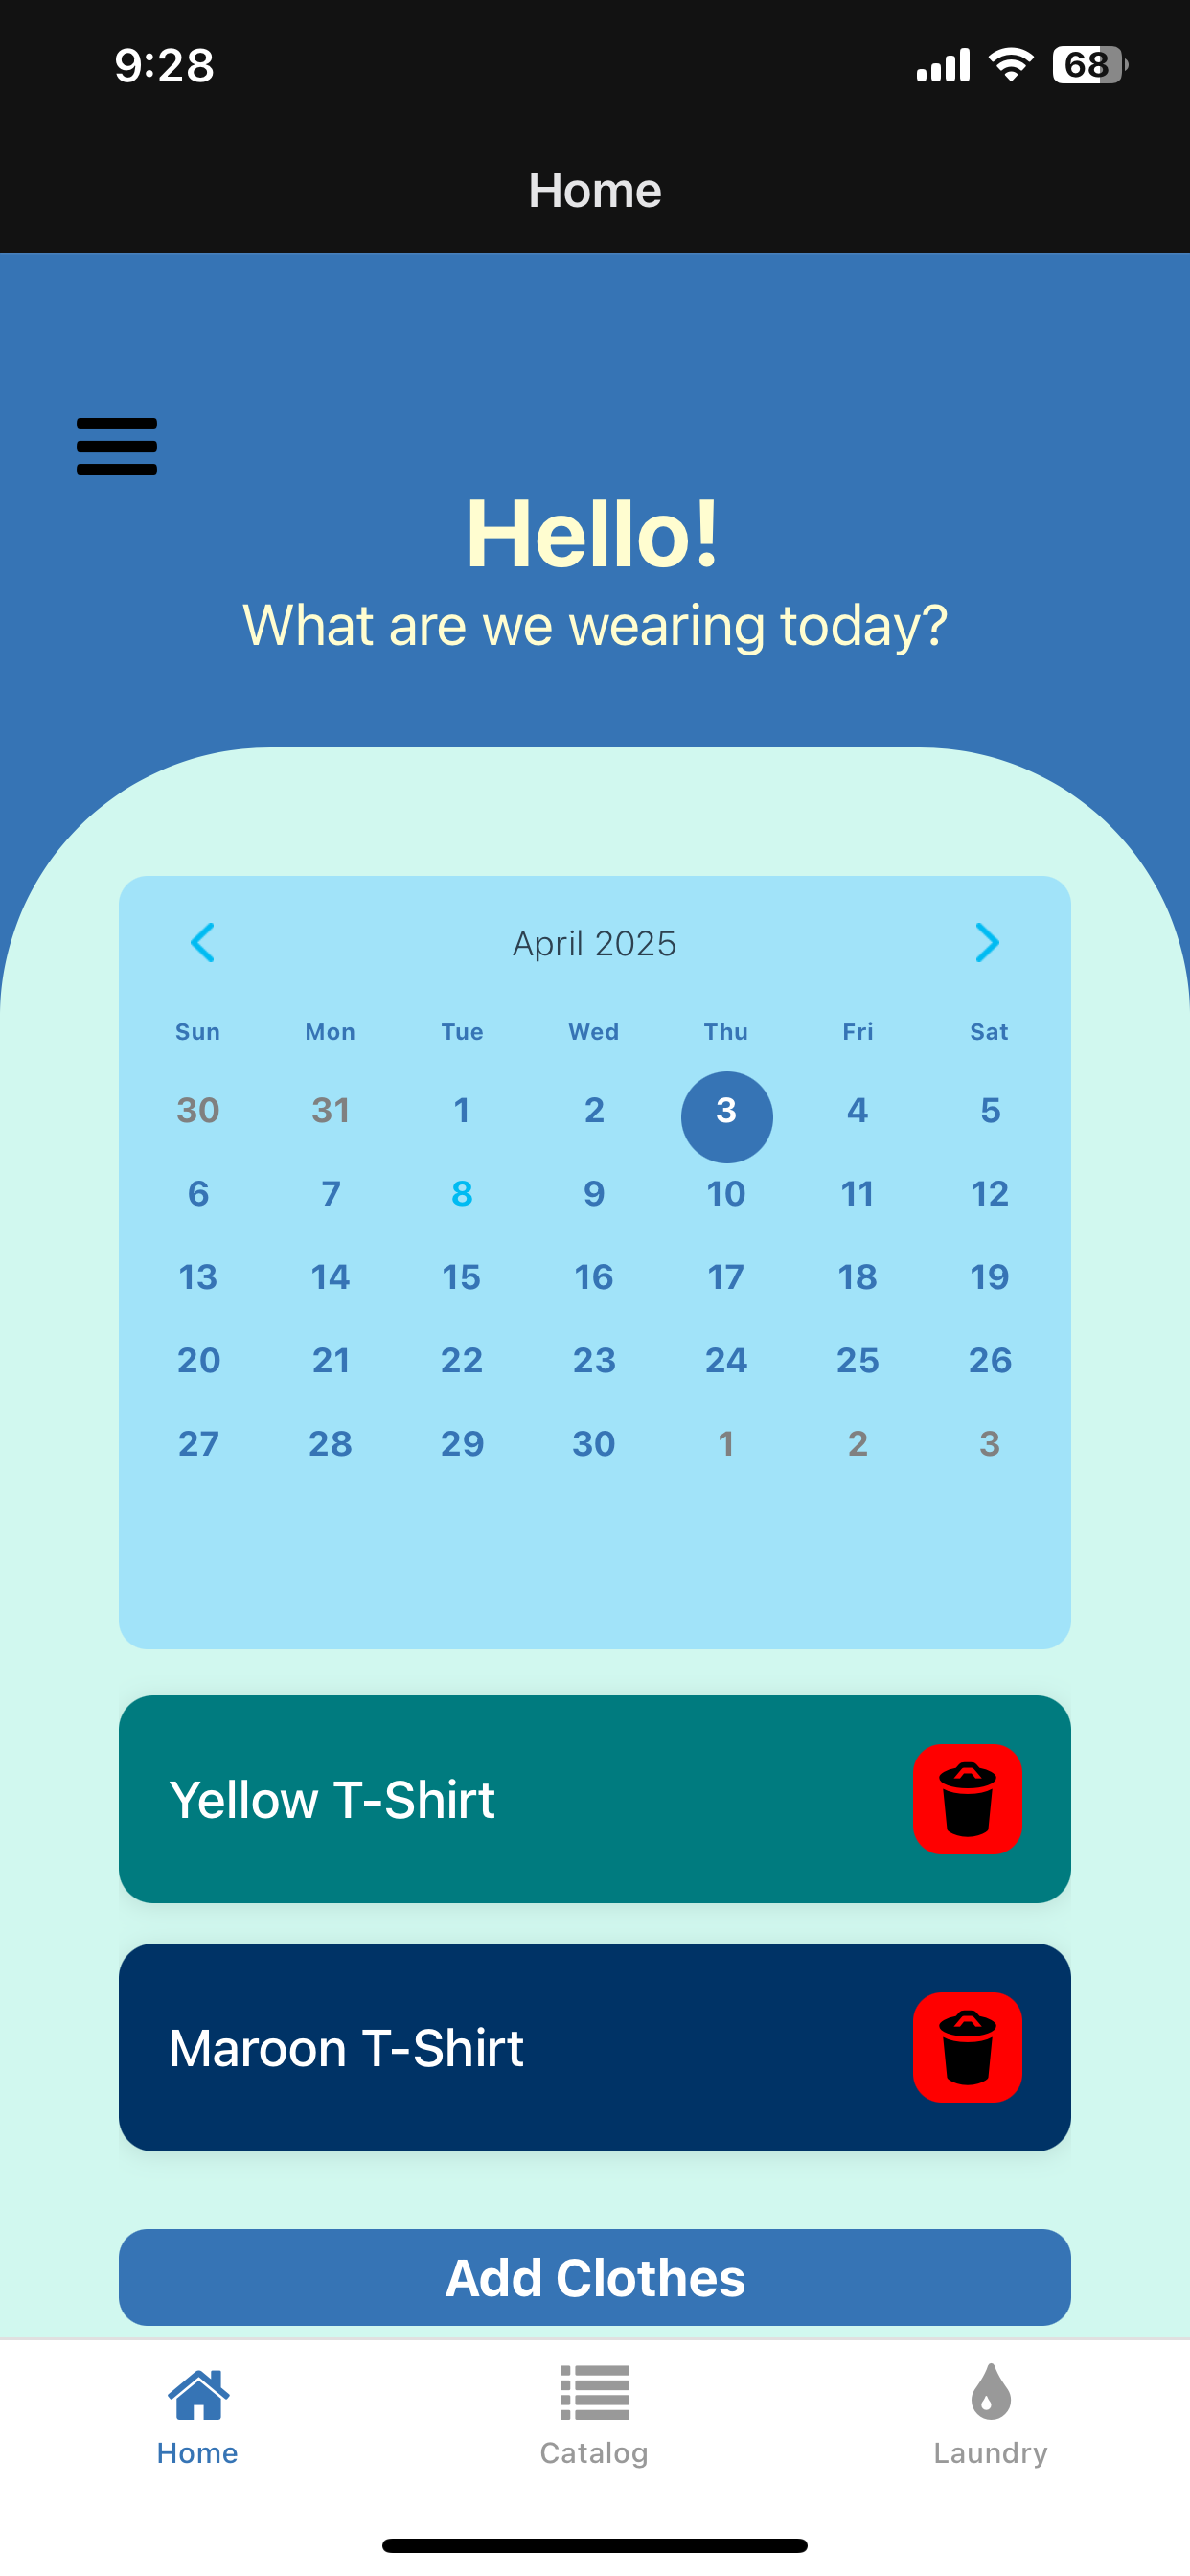 9:28
68
Home
Hello!
What are we wearing today?
April 2025
Sun Mon Tue Wed Thu Fri Sat
30 31 1 2 3 4 5
6 7 8 9 10 11 12
13 14 15 16 17 18 19
20 21 22 23 24 25 26
27 28 29 30 1 2 3
Yellow T-Shirt
Maroon T-Shirt
Add Clothes
Home Catalog Laundry